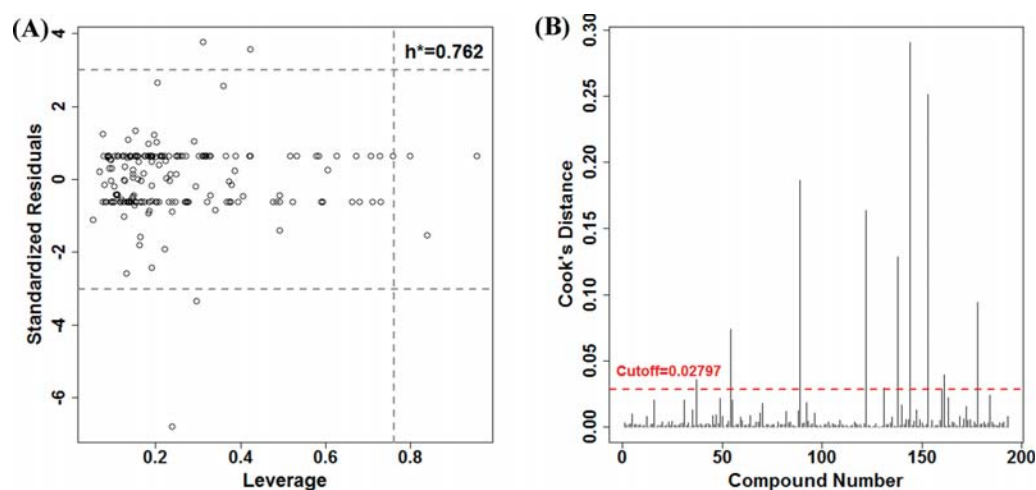 (A)
h*=0.762
4
2
0
-2
-4
-6
Standardized Residuals
0.2
0.4
0.6
0.8
Leverage
(B)
0.30
0.25
0.20
0.15
0.10
0.05
0.00
Cook's Distance
Cutoff=0.02797
0
50
100
150
200
Compound Number